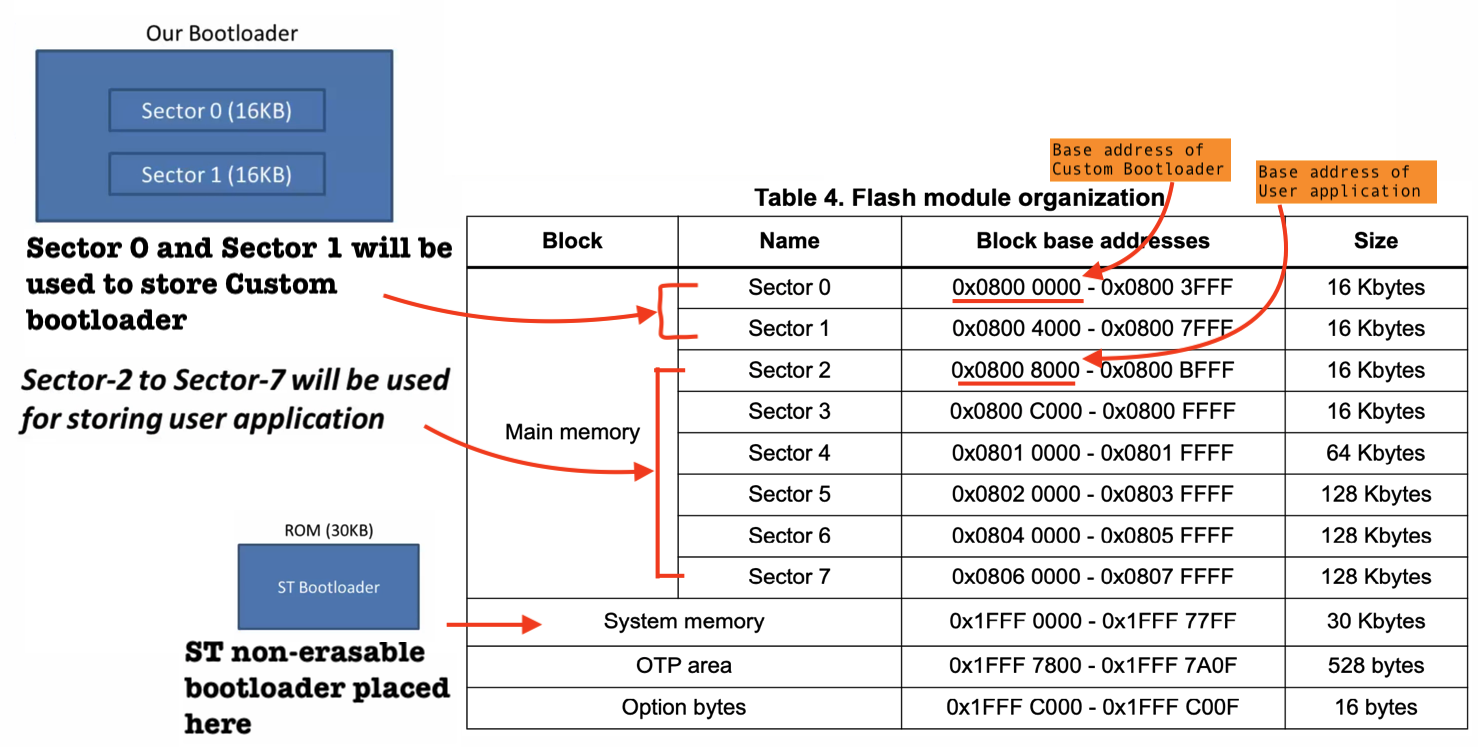 Our Bootloader
Sector 0 (16KB)
Sector 1 (16KB)
Sector 0 and Sector 1 will be
used to store Custom
bootloader
Sector-2 to Sector-7 will be used
for storing user application
ROM (30KB)
ST Bootloader
ST non-erasable
bootloader placed
here
Base address of
Custom Bootloader
Base address of
User application
Table 4. Flash module organization
Block Name Block base addresses Size
Main memory
Sector 0 0x0800 0000 - 0x0800 3FFF 16 Kbytes
Sector 1 0x0800 4000 - 0x0800 7FFF 16 Kbytes
Sector 2 0x0800 8000 - 0x0800 BFFF 16 Kbytes
Sector 3 0x0800 C000 - 0x0800 FFFF 16 Kbytes
Sector 4 0x0801 0000 - 0x0801 FFFF 64 Kbytes
Sector 5 0x0802 0000 - 0x0803 FFFF 128 Kbytes
Sector 6 0x0804 0000 - 0x0805 FFFF 128 Kbytes
Sector 7 0x0806 0000 - 0x0807 FFFF 128 Kbytes
System memory 0x1FFF 0000 - 0x1FFF 77FF 30 Kbytes
OTP area 0x1FFF 7800 - 0x1FFF 7A0F 528 bytes
Option bytes 0x1FFF C000 - 0x1FFF C00F 16 bytes